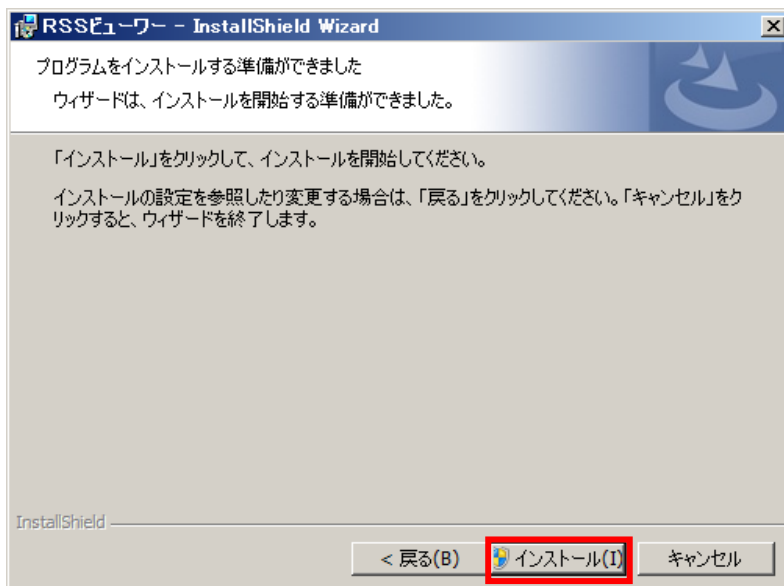 RSSビューワー - InstallShield Wizard
プログラムをインストールする準備ができました
ウィザードは、インストールを開始する準備ができました。
「インストール」をクリックして、インストールを開始してください。
インストールの設定を参照したり変更する場合は、「戻る」をクリックしてください。「キャンセル」をク
リックすると、ウィザードを終了します。
InstallShield
< 戻る(B) インストール(I) キャンセル